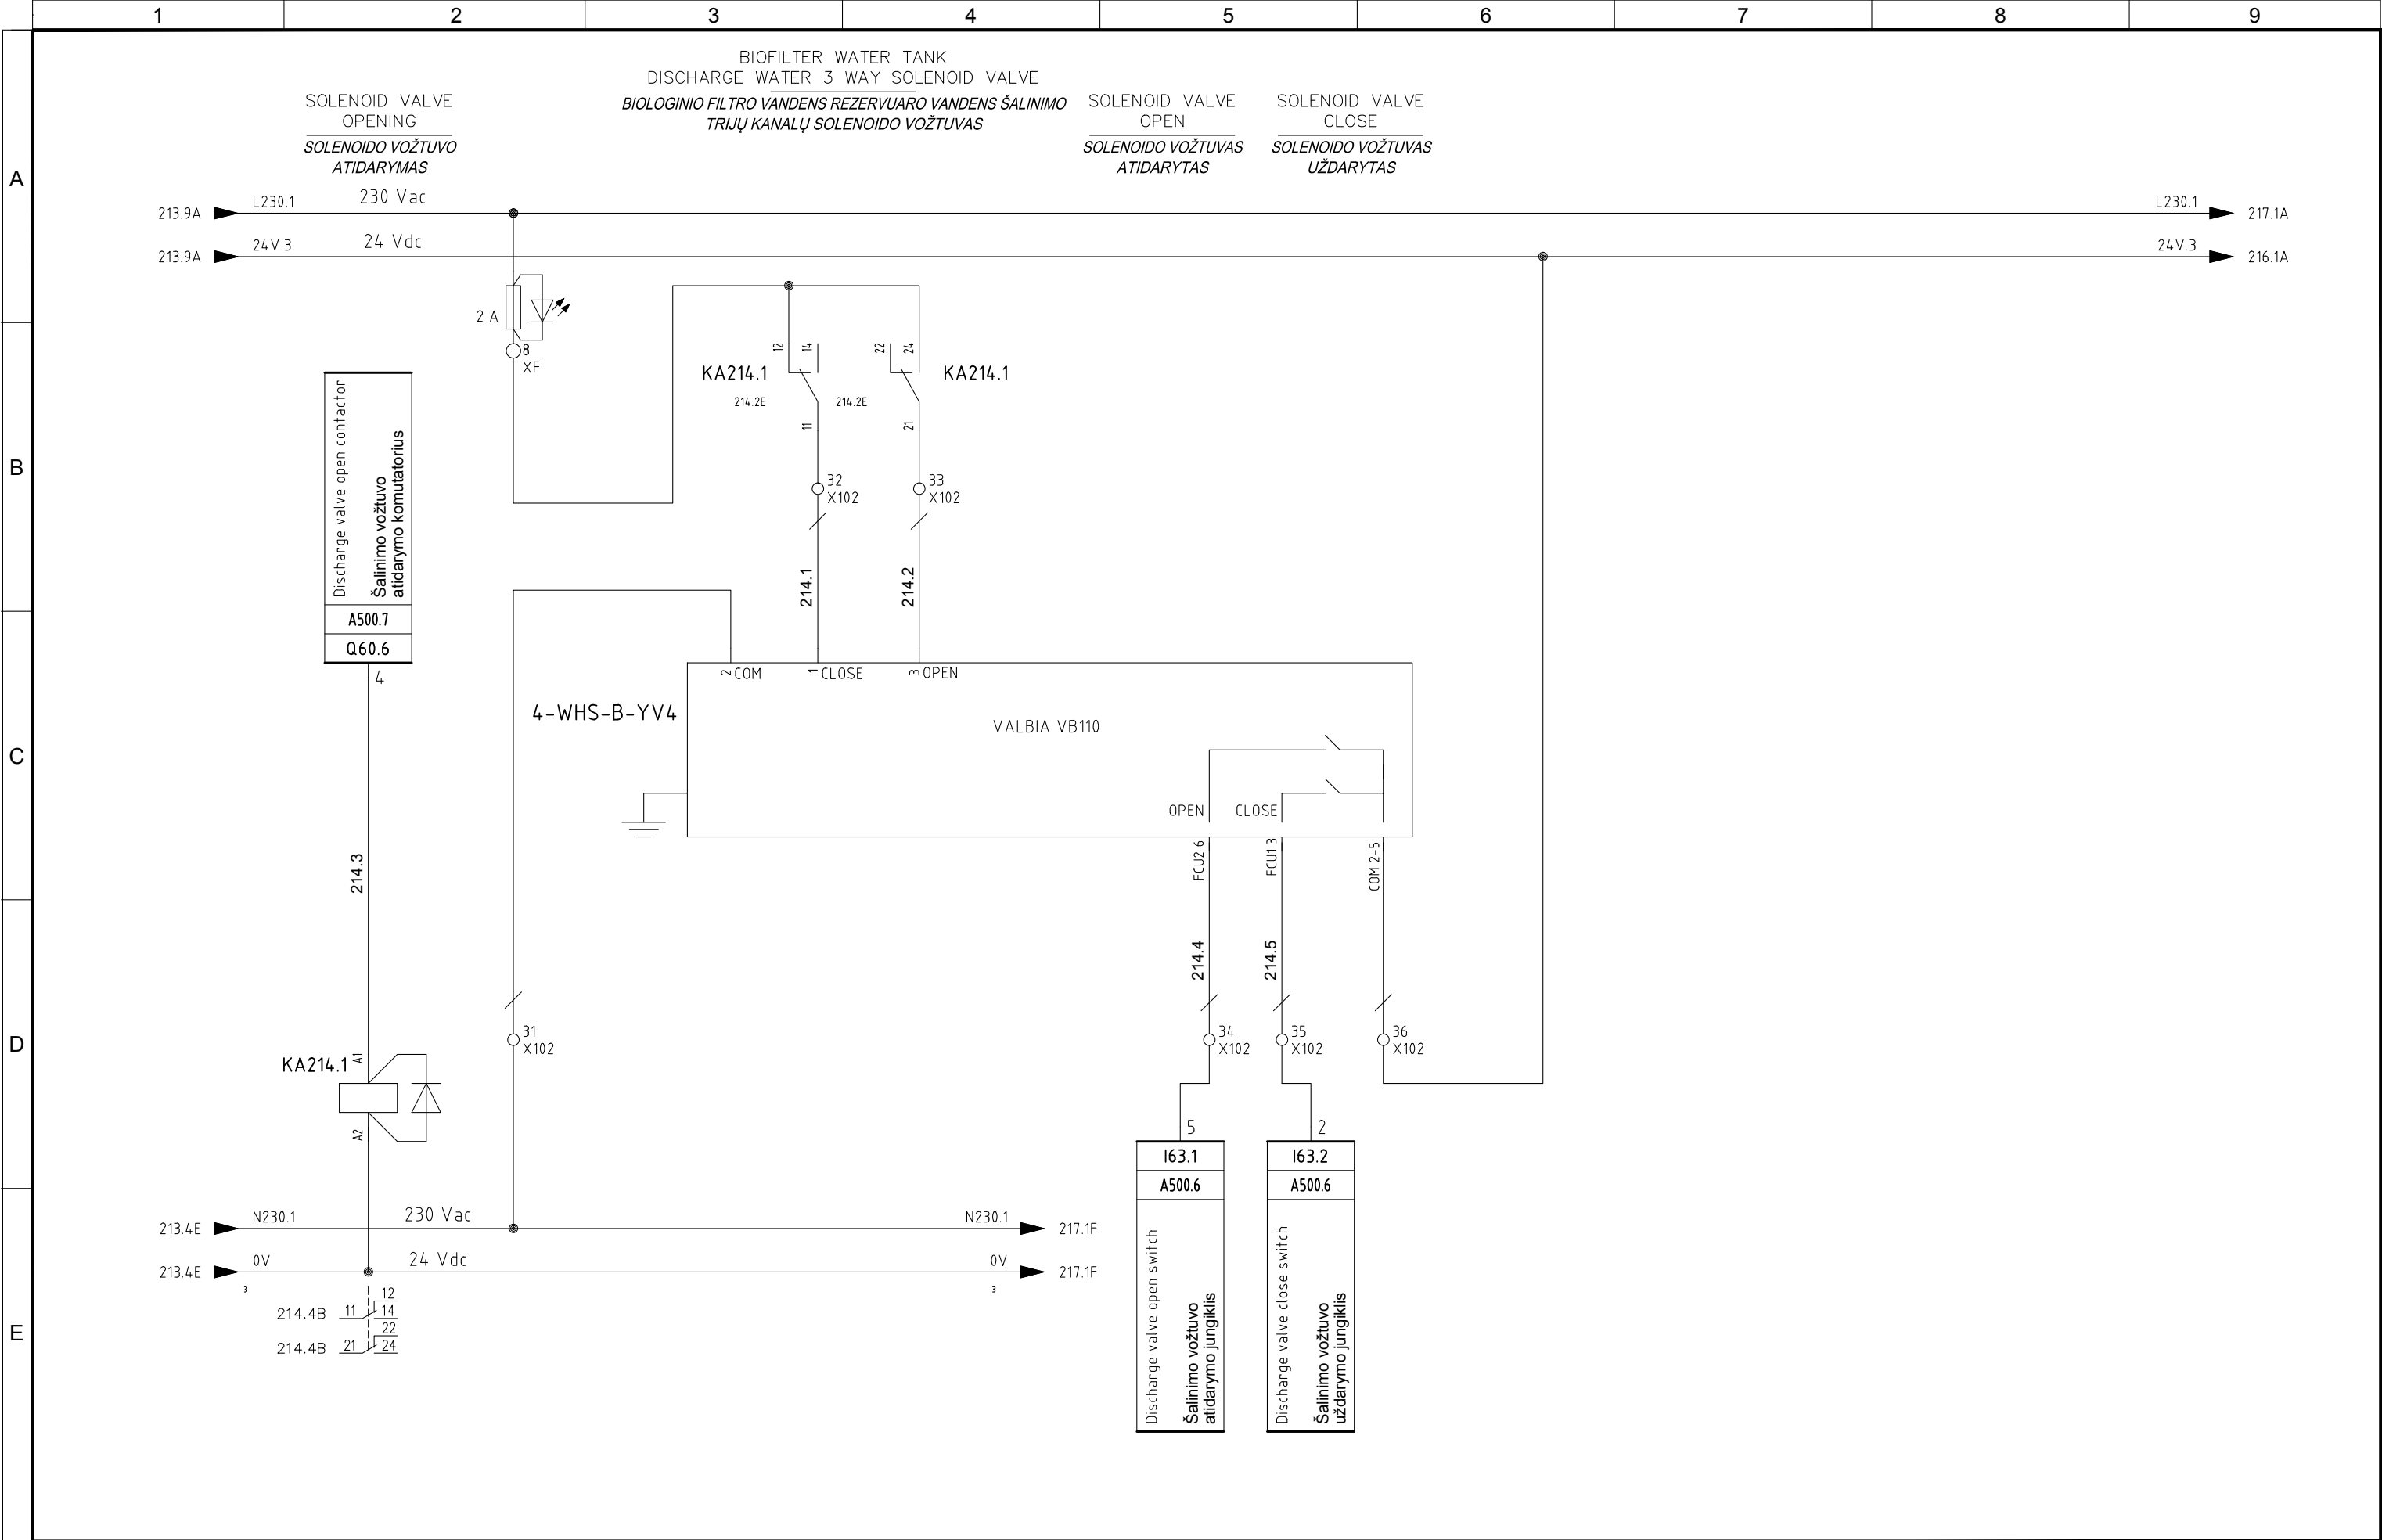 1 2 3 4 5 6 7 8 9
A
B
C
D
E
BIOFILTER WATER TANK
DISCHARGE WATER 3 WAY SOLENOID VALVE
BIOLOGINIO FILTRO VANDENS REZERVUARO VANDENS ŠALINIMO
TRIJŲ KANALŲ SOLENOIDO VOŽTUVAS
SOLENOID VALVE
OPENING
SOLENOIDO VOŽTUVO
ATIDARYMAS
SOLENOID VALVE
OPEN
SOLENOIDO VOŽTUVAS
ATIDARYTAS
SOLENOID VALVE
CLOSE
SOLENOIDO VOŽTUVAS
UŽDARYTAS
213.9A L230.1 230 Vac L230.1 217.1A
213.9A 24V.3 24 Vdc 24V.3 216.1A
2 A
8
XF
12 14 22 24
KA214.1 KA214.1
214.2E 214.2E
11 21
Discharge valve open contactor
Šalinimo vožtuvo
atidarymo komutatorius
A500.7
Q60.6
4
32
X102
33
X102
214.1 214.2
2 COM 1 CLOSE 3 OPEN
4-WHS-B-YV4
VALBIA VB110
OPEN CLOSE
FCU2 6 FCU1 3 COM 2-5
214.3
214.4 214.5
31
X102
34
X102
35
X102
36
X102
KA214.1
A1
A2
5 2
I63.1
A500.6
Discharge valve open switch
Šalinimo vožtuvo
atidarymo jungiklis
I63.2
A500.6
Discharge valve close switch
Šalinimo vožtuvo
uždarymo jungiklis
213.4E N230.1 230 Vac N230.1 217.1F
213.4E 0V 24 Vdc 0V 217.1F
3 3
12
214.4B 11 14
22
214.4B 21 24